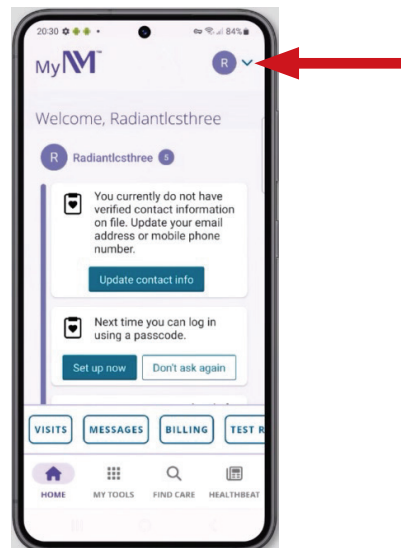 20:30
84%
MyNM™
R
Welcome, Radiantlcsthree
R Radiantlcsthree 5
You currently do not have
verified contact information
on file. Update your email
address or mobile phone
number.
Update contact info
Next time you can log in
using a passcode.
Set up now Don't ask again
VISITS MESSAGES BILLING TEST R
HOME MY TOOLS FIND CARE HEALTHBEAT